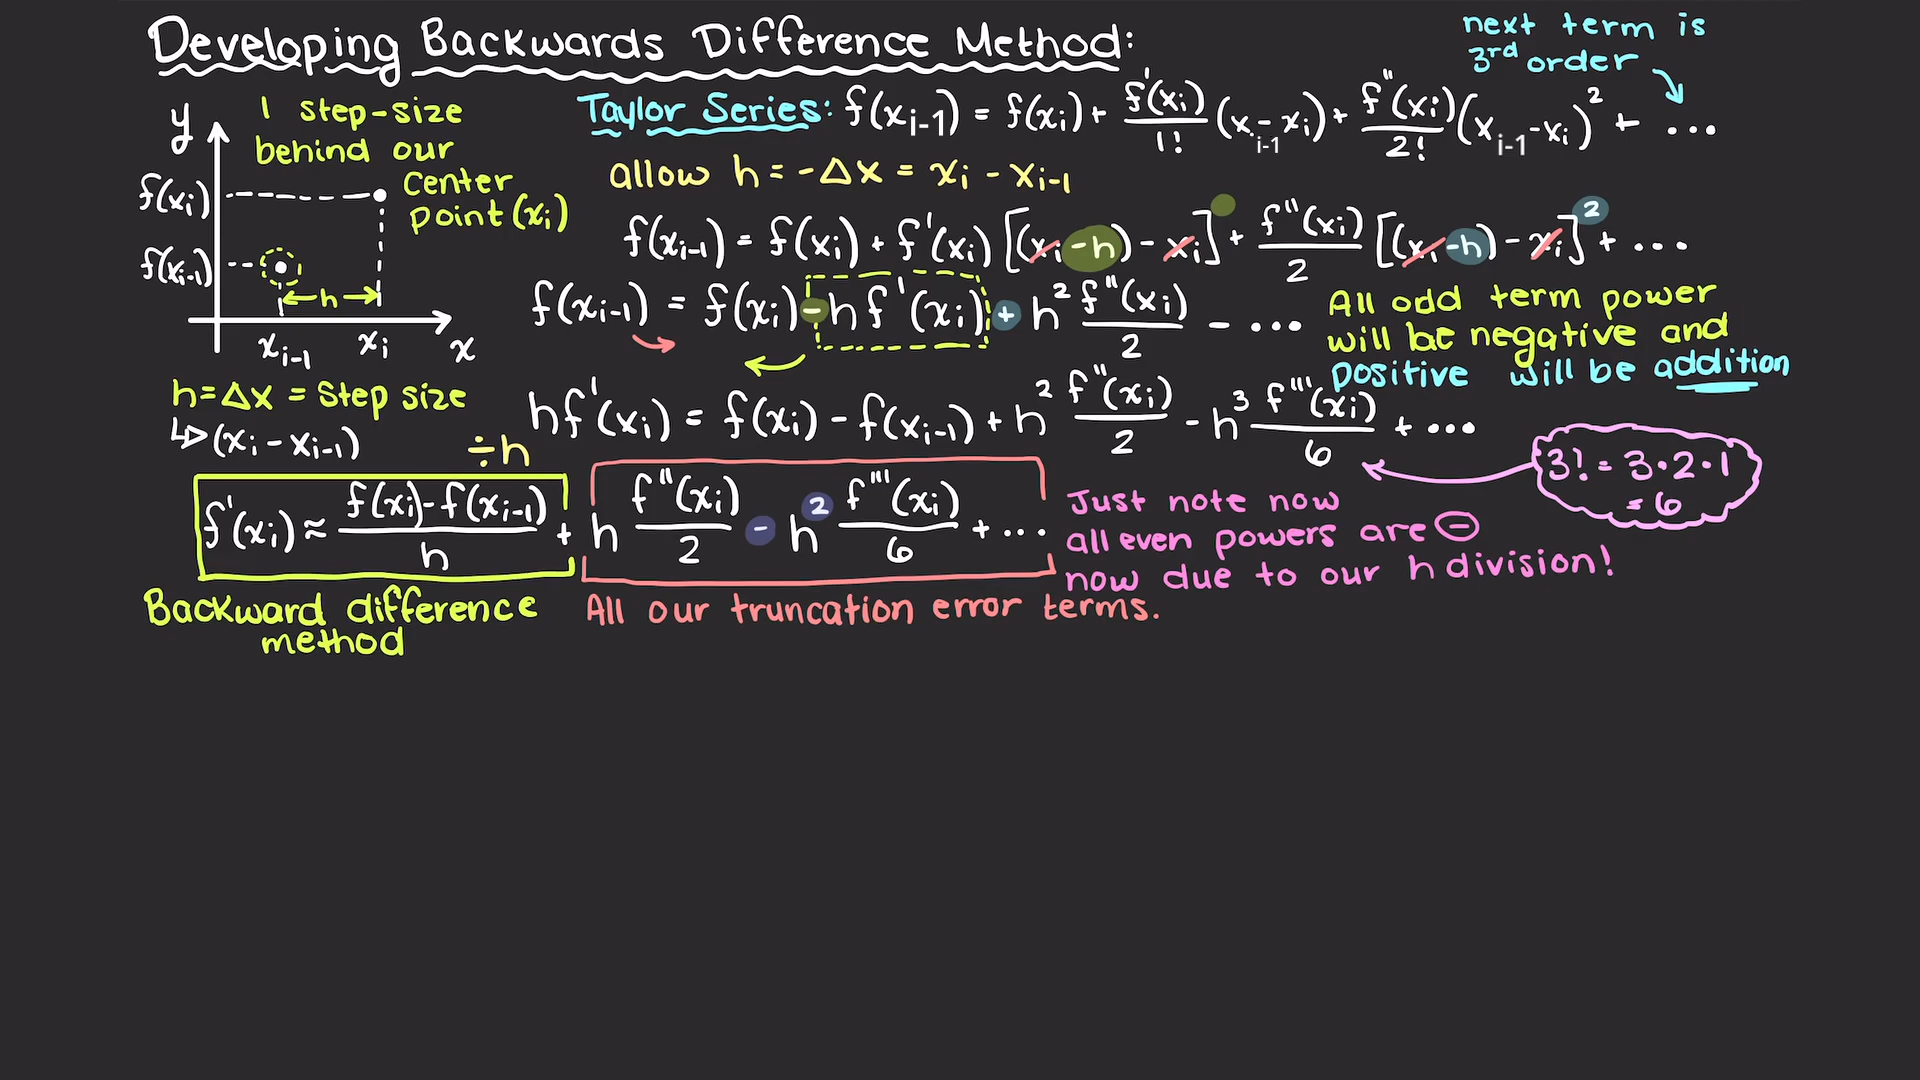 Developing Backwards Difference Method:
next term is
3rd order
y
1 step-size
behind our
center
point (xᵢ)
f(xᵢ)
f(xᵢ₋₁)
h
xᵢ₋₁ xᵢ x
h = Δx = Step size
↳ (xᵢ - xᵢ₋₁)
Taylor Series: f(xᵢ₋₁) = f(xᵢ) + f'(xᵢ)/1! (xᵢ₋₁ - xᵢ) + f''(xᵢ)/2! (xᵢ₋₁ - xᵢ)² + ...
allow h = -Δx = xᵢ - xᵢ₋₁
f(xᵢ₋₁) = f(xᵢ) + f'(xᵢ) [(xᵢ - h) - xᵢ] + f''(xᵢ)/2 [(xᵢ - h) - xᵢ]² + ...
f(xᵢ₋₁) = f(xᵢ) - hf'(xᵢ) + h² f''(xᵢ)/2 - ...
All odd term power
will be negative and
positive will be addition
hf'(xᵢ) = f(xᵢ) - f(xᵢ₋₁) + h² f''(xᵢ)/2 - h³ f'''(xᵢ)/6 + ...
3! = 3·2·1
= 6
÷h
f'(xᵢ) ≈ (f(xᵢ) - f(xᵢ₋₁))/h + h f''(xᵢ)/2 - h² f'''(xᵢ)/6 + ...
Just note now
all even powers are ⊖
now due to our h division!
Backward difference
method
All our truncation error terms.